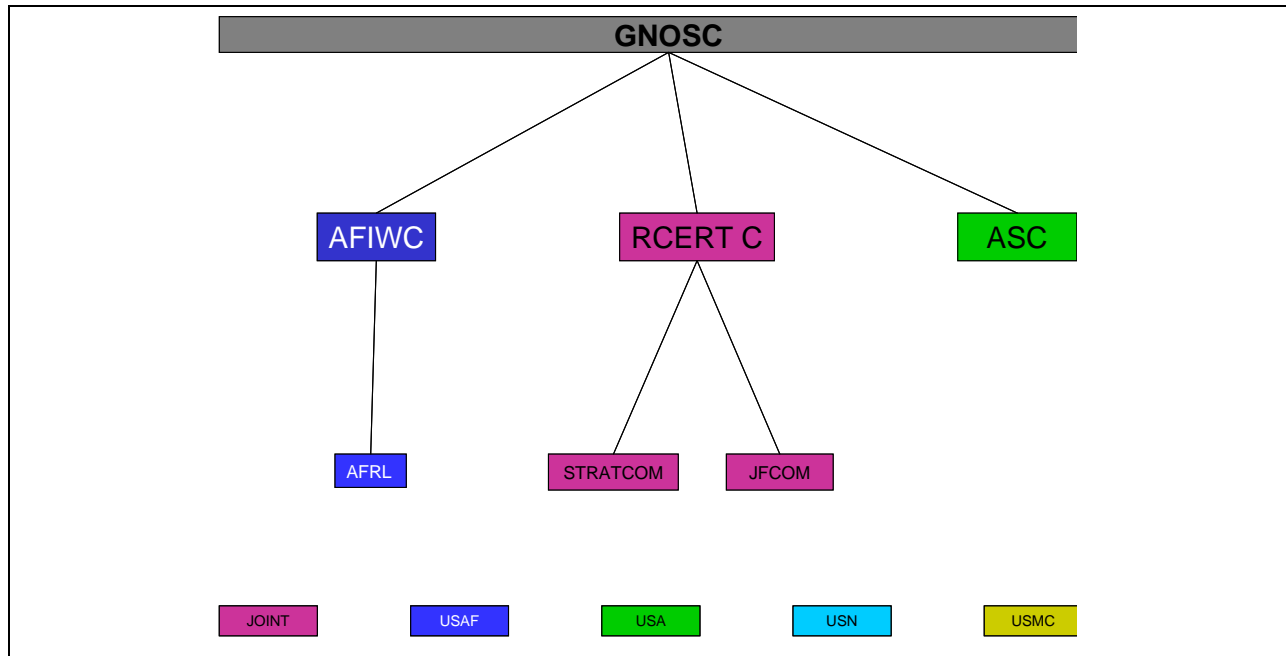 GNOSC
AFIWC
RCERT C
ASC
AFRL
STRATCOM
JFCOM
JOINT
USAF
USA
USN
USMC